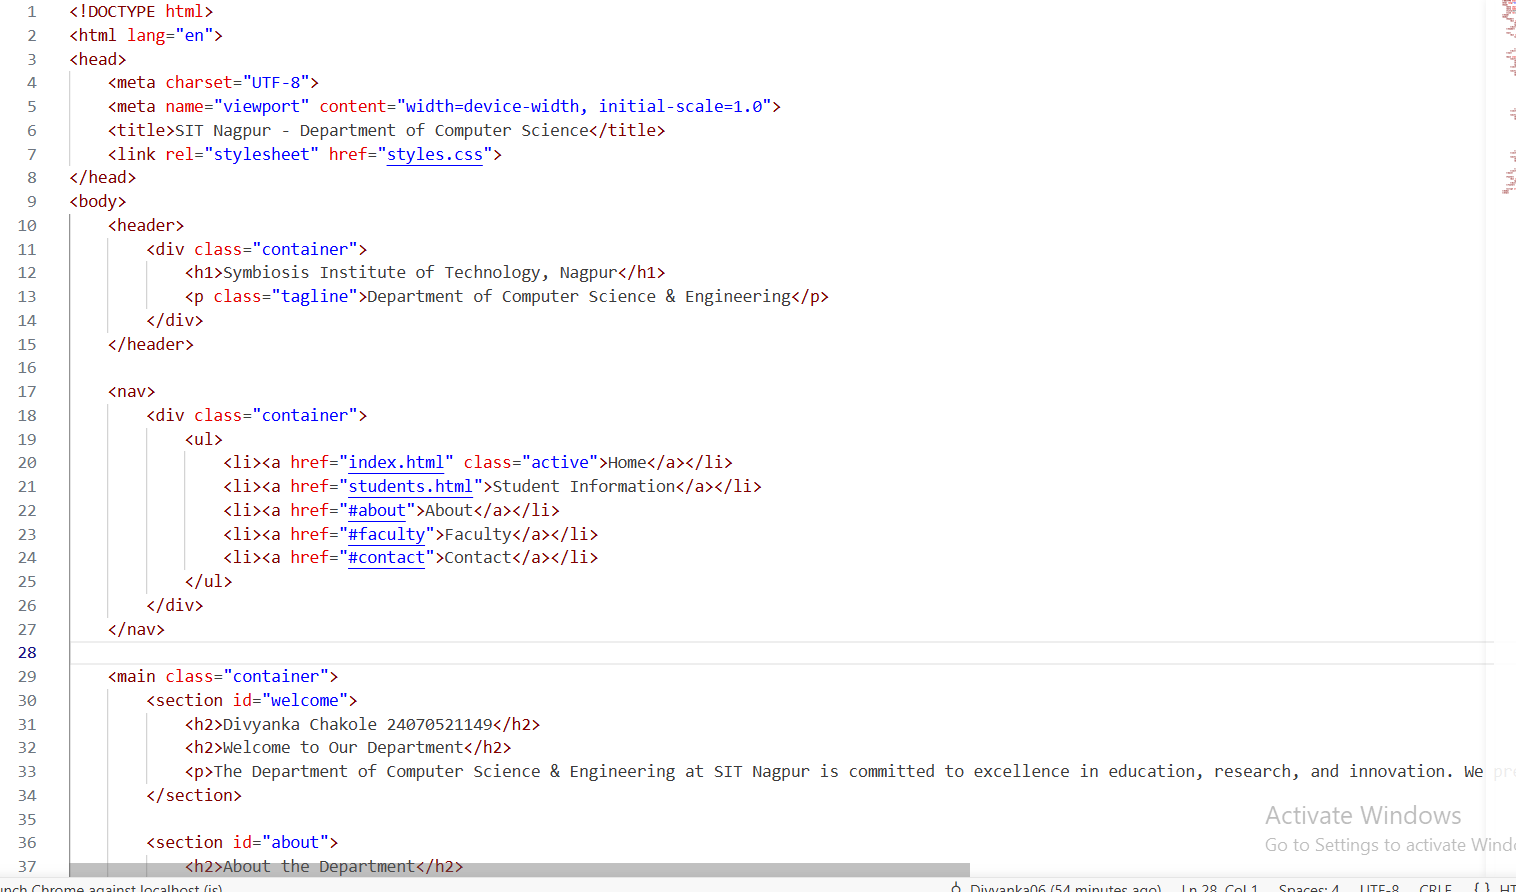 1 <!DOCTYPE html>
2 <html lang="en">
3 <head>
4     <meta charset="UTF-8">
5     <meta name="viewport" content="width=device-width, initial-scale=1.0">
6     <title>SIT Nagpur - Department of Computer Science</title>
7     <link rel="stylesheet" href="styles.css">
8 </head>
9 <body>
10     <header>
11         <div class="container">
12             <h1>Symbiosis Institute of Technology, Nagpur</h1>
13             <p class="tagline">Department of Computer Science & Engineering</p>
14         </div>
15     </header>
16
17     <nav>
18         <div class="container">
19             <ul>
20                 <li><a href="index.html" class="active">Home</a></li>
21                 <li><a href="students.html">Student Information</a></li>
22                 <li><a href="#about">About</a></li>
23                 <li><a href="#faculty">Faculty</a></li>
24                 <li><a href="#contact">Contact</a></li>
25             </ul>
26         </div>
27     </nav>
28
29     <main class="container">
30         <section id="welcome">
31             <h2>Divyanka Chakole 24070521149</h2>
32             <h2>Welcome to Our Department</h2>
33             <p>The Department of Computer Science & Engineering at SIT Nagpur is committed to excellence in education, research, and innovation. We
34         </section>
35
36         <section id="about">
37             <h2>About the Department</h2>
Activate Windows
Go to Settings to activate
Chrome against localhost (js) Divyanka06 (54 minutes ago) Ln 28, Col 1 Spaces: 4 UTF-8 CRLF {}